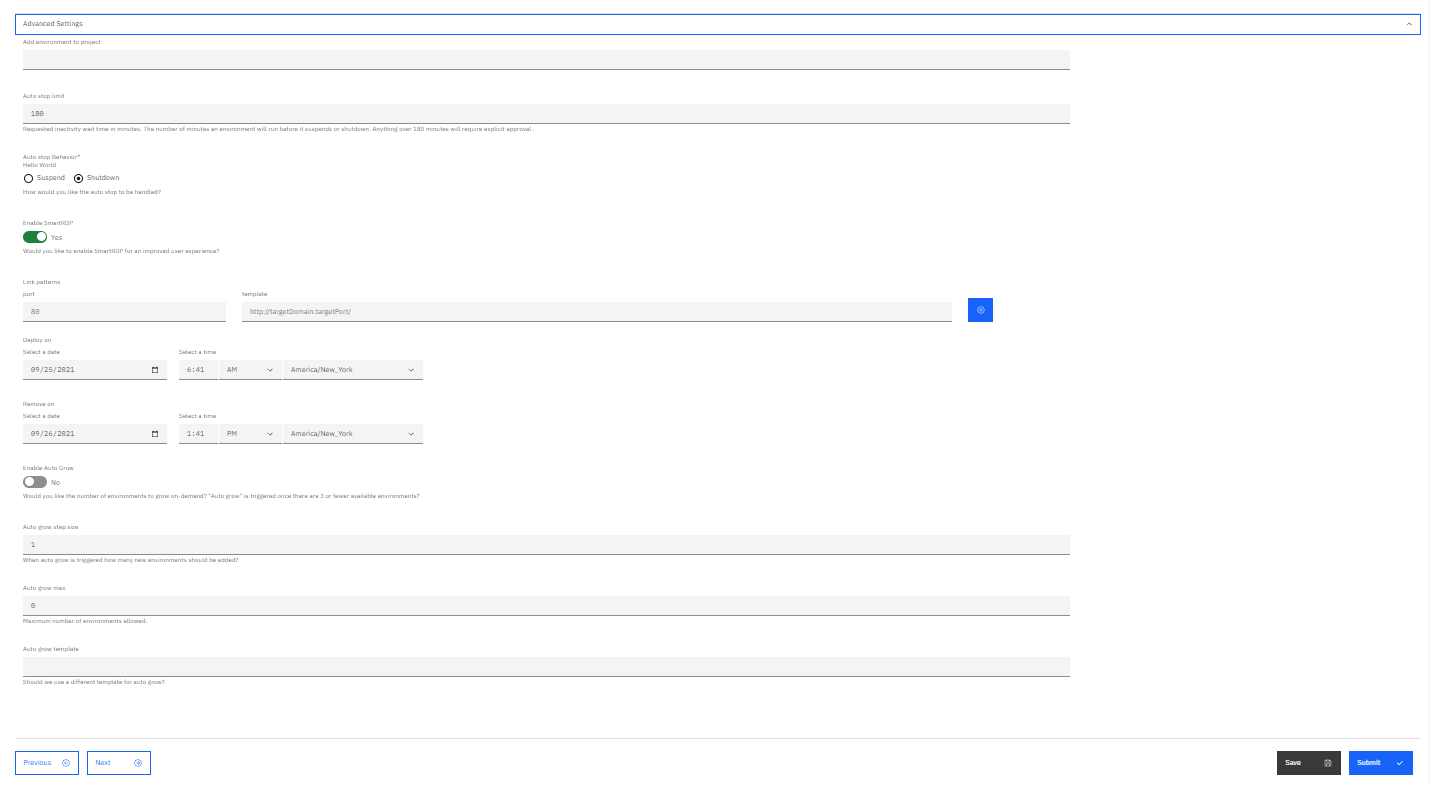 Advanced Settings
Add environment to project
Auto stop limit
180
Requested inactivity wait time in minutes. The number of minutes an environment will run before it suspends or shutdown. Anything over 180 minutes will require explicit approval .
Auto stop Behavior*
Hello World
Suspend Shutdown
How would you like the auto stop to be handled?
Enable SmartRDP
Yes
Would you like to enable SmartRDP for an improved user experience?
Link patterns
port template
80 http://targetDomain:targetPort/
Deploy on
Select a date Select a time
09/25/2021 6:41 AM America/New_York
Remove on
Select a date Select a time
09/26/2021 1:41 PM America/New_York
Enable Auto Grow
No
Would you like the number of environments to grow on-demand? "Auto grow" is triggered once there are 3 or fewer available environments?
Auto grow step size
1
When auto grow is triggered how many new environments should be added?
Auto grow max
0
Maximum number of environments allowed.
Auto grow template
Should we use a different template for auto grow?
Previous Next Save Submit